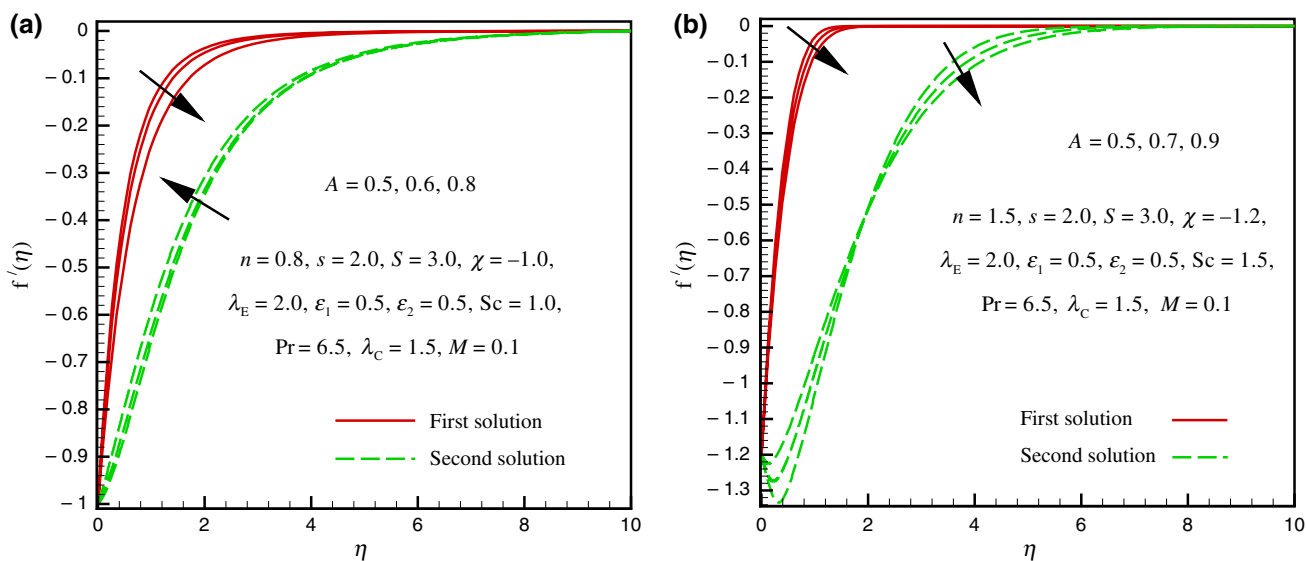 (a)
0
– 0.1
– 0.2
– 0.3
– 0.4
– 0.5
– 0.6
– 0.7
– 0.8
– 0.9
– 1
f ′(η)
A = 0.5, 0.6, 0.8
n = 0.8, s = 2.0, S = 3.0, χ = –1.0,
λE = 2.0, ε1 = 0.5, ε2 = 0.5, Sc = 1.0,
Pr = 6.5, λC = 1.5, M = 0.1
First solution
Second solution
0 2 4 6 8 10
η
(b)
0
– 0.1
– 0.2
– 0.3
– 0.4
– 0.5
– 0.6
– 0.7
– 0.8
– 0.9
– 1
– 1.1
– 1.2
– 1.3
f ′(η)
A = 0.5, 0.7, 0.9
n = 1.5, s = 2.0, S = 3.0, χ = –1.2,
λE = 2.0, ε1 = 0.5, ε2 = 0.5, Sc = 1.5,
Pr = 6.5, λC = 1.5, M = 0.1
First solution
Second solution
0 2 4 6 8 10
η